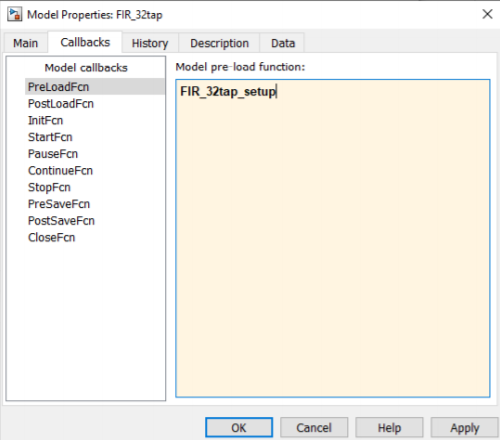 Model Properties: FIR_32tap
Main
Callbacks
History
Description
Data
Model callbacks
PreLoadFcn
PostLoadFcn
InitFcn
StartFcn
PauseFcn
ContinueFcn
StopFcn
PreSaveFcn
PostSaveFcn
CloseFcn
Model pre-load function:
FIR_32tap_setup
OK
Cancel
Help
Apply